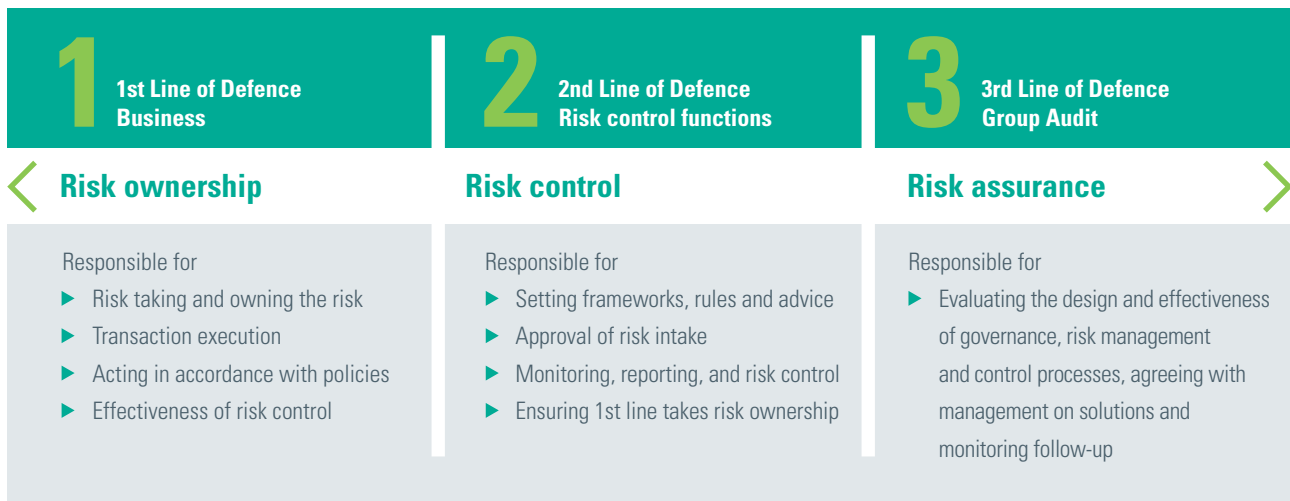 1
1st Line of Defence
Business
2
2nd Line of Defence
Risk control functions
3
3rd Line of Defence
Group Audit
Risk ownership
Risk control
Risk assurance
Responsible for
Risk taking and owning the risk
Transaction execution
Acting in accordance with policies
Effectiveness of risk control
Responsible for
Setting frameworks, rules and advice
Approval of risk intake
Monitoring, reporting, and risk control
Ensuring 1st line takes risk ownership
Responsible for
Evaluating the design and effectiveness
of governance, risk management
and control processes, agreeing with
management on solutions and
monitoring follow-up